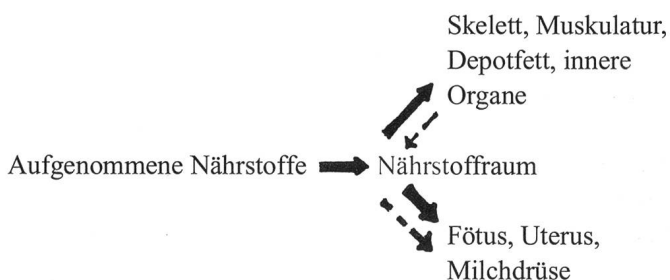 Skelett, Muskulatur,
Depotfett, innere
Organe
Aufgenommene Nährstoffe
Nährstoffraum
Fötus, Uterus,
Milchdrüse